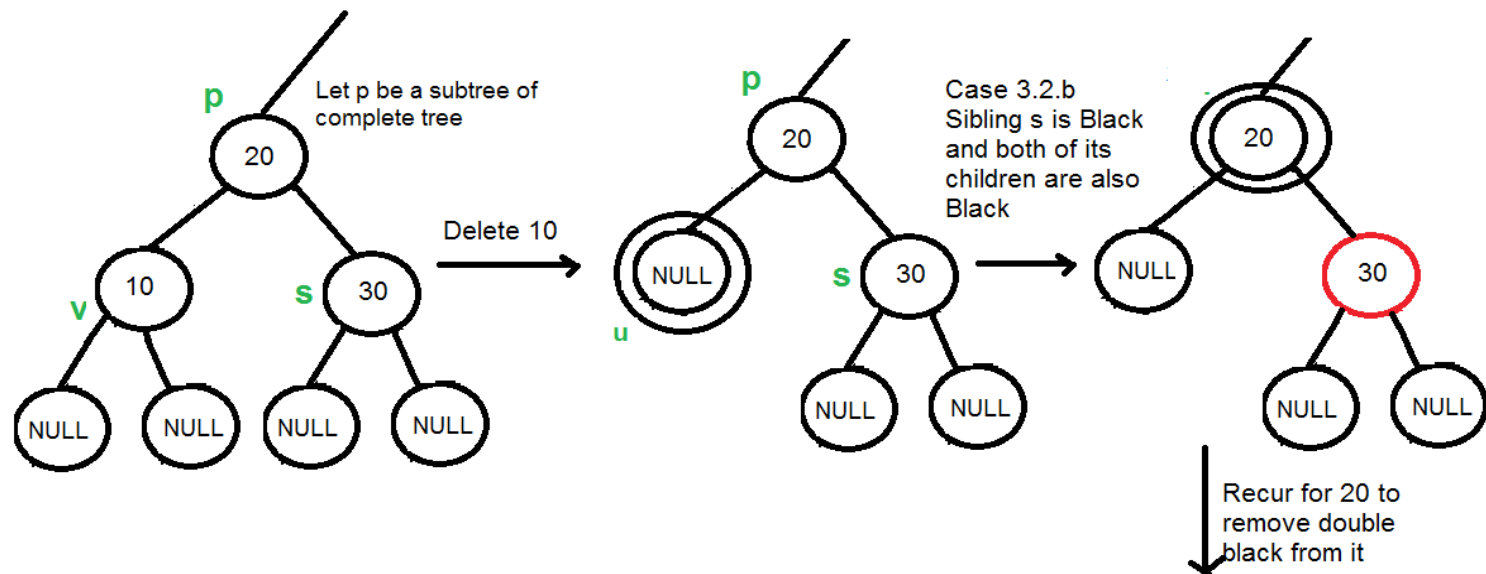 p
Let p be a subtree of
complete tree
20
Delete 10
v
10
s
30
NULL
NULL
NULL
NULL
p
20
NULL
u
s
30
NULL
NULL
Case 3.2.b
Sibling s is Black
and both of its
children are also
Black
20
NULL
30
NULL
NULL
Recur for 20 to
remove double
black from it